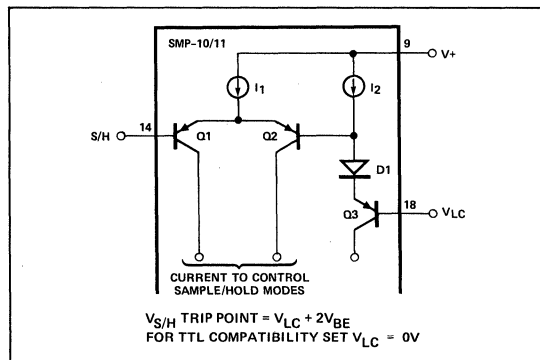 SMP-10/11
9
V+
I1
I2
S/H
14
Q1
Q2
D1
Q3
18
VLC
CURRENT TO CONTROL
SAMPLE/HOLD MODES
VS/H TRIP POINT = VLC + 2VBE
FOR TTL COMPATIBILITY SET VLC = 0V